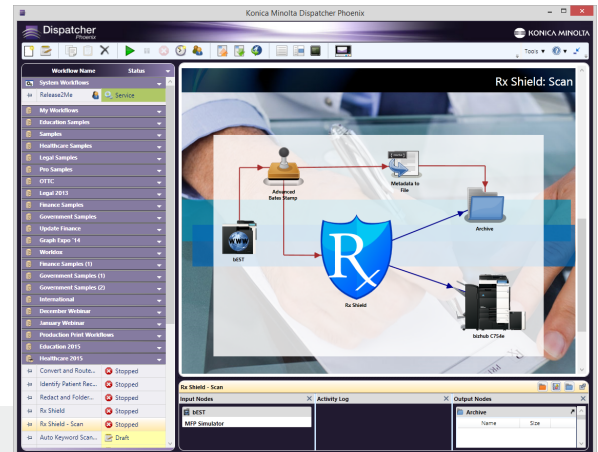 Konica Minolta Dispatcher Phoenix
Dispatcher
Phoenix
KONICA MINOLTA
Tools
Workflow Name Status
System Workflows
Release2Me Service
My Workflows
Education Samples
Samples
Healthcare Samples
Legal Samples
Pro Samples
OTTC
Legal 2013
Finance Samples
Government Samples
Update Finance
Graph Expo '14
Worldox
Finance Samples (1)
Government Samples (1)
Government Samples (2)
International
December Webinar
January Webinar
Production Print Workflows
Education 2015
Healthcare 2015
Convert and Route... Stopped
Identify Patient Rec... Stopped
Redact and Folder... Stopped
Rx Shield Stopped
Rx Shield - Scan Stopped
Auto Keyword Scan... Draft
Rx Shield: Scan
Advanced
Bates Stamp
Metadata to
File
Archive
WWW
bEST
Rx
Rx Shield
bizhub C754e
Rx Shield - Scan
Input Nodes
bEST
MFP Simulator
Activity Log
Output Nodes
Archive
Name Size